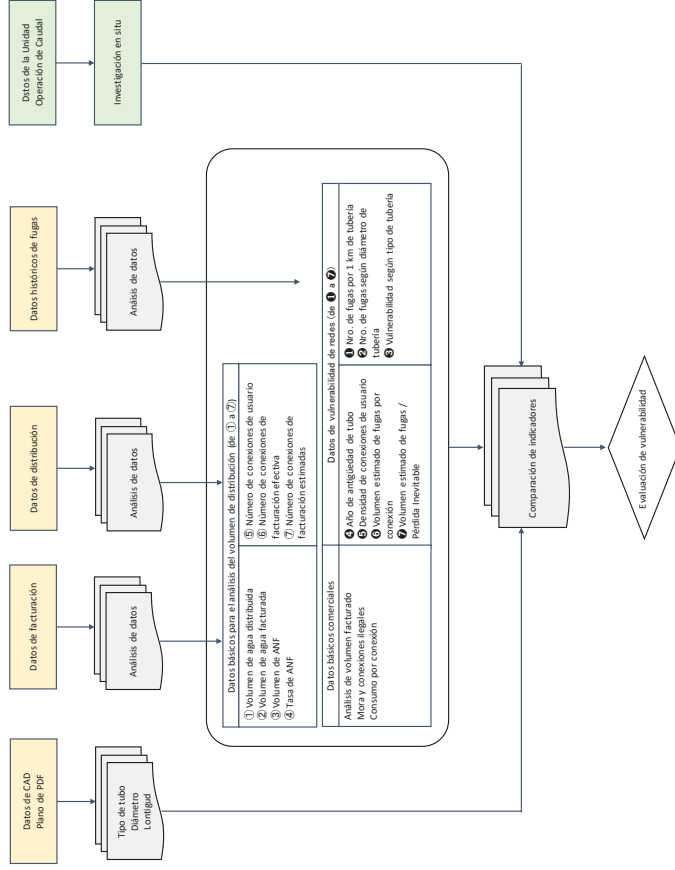 Datos de CAD
Plano de PDF
Datos de facturación
Datos de distribución
Datos históricos de fugas
Dstos de la Unidad
Operación de Caudal
Tipo de tubo
Diámetro
Lontigud
Análisis de datos
Análisis de datos
Análisis de datos
Investigación en situ
Datos básicos para el análisis del volumen de distribución (de ① a ⑦)
① Volumen de agua distribuida
② Volumen de agua facturada
③ Volumen de ANF
④ Tasa de ANF
⑤ Número de conexiones de usuario
⑥ Número de conexiones de
facturación efectiva
⑦ Número de conexiones de
facturación estimadas
Datos básicos comerciales
Análisis de volumen facturado
Mora y conexiones ilegales
Consumo por conexión
Datos de vulnerabilidad de redes (de ❶ a ❼)
❹ Año de antigüedad de tubo
❺ Densidad de conexiones de usuario
❻ Volumen estimado de fugas por
conexión
❼ Volumen estimado de fugas /
Pérdida Inevitable
❶ Nro. de fugas por 1 km de tubería
❷ Nro. de fugas según diámetro de
tubería
❸ Vulnerabilidad según tipo de tubería
Comparación de indicadores
Evaluación de vulnerabilidad